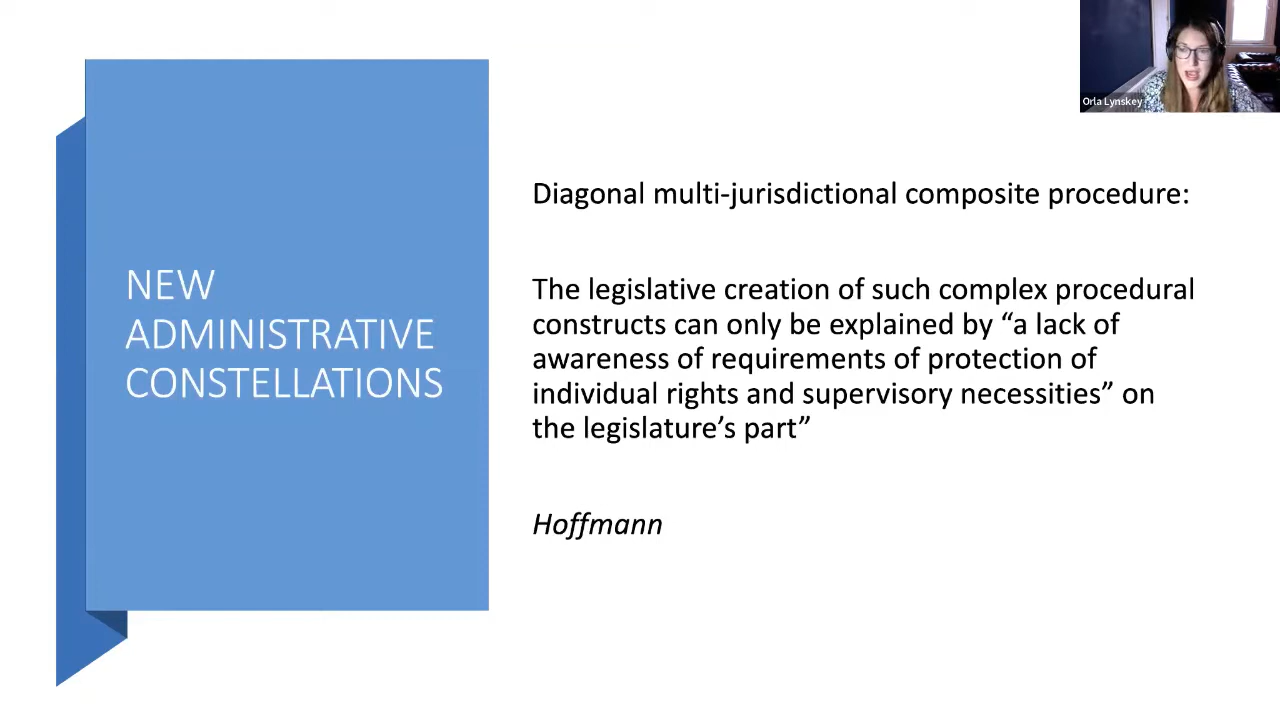 Orla Lynskey
NEW
ADMINISTRATIVE
CONSTELLATIONS
Diagonal multi-jurisdictional composite procedure:
The legislative creation of such complex procedural
constructs can only be explained by “a lack of
awareness of requirements of protection of
individual rights and supervisory necessities” on
the legislature’s part”
Hoffmann